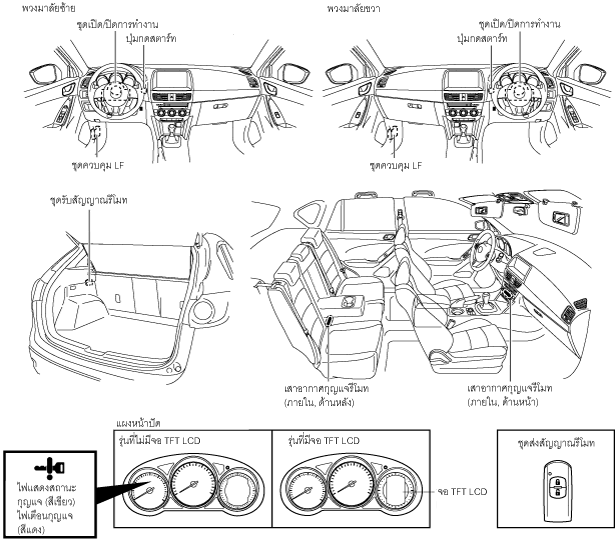 พวงมาลัยซ้าย
ชุดเปิด/ปิดการทำงาน
ปุ่มกดสตาร์ท
ชุดควบคุม LF
พวงมาลัยขวา
ชุดเปิด/ปิดการทำงาน
ปุ่มกดสตาร์ท
ชุดควบคุม LF
ชุดรับสัญญาณรีโมท
เสาอากาศกุญแจรีโมท
(ภายใน, ด้านหลัง)
เสาอากาศกุญแจรีโมท
(ภายใน, ด้านหน้า)
แผงหน้าปัด
รุ่นที่ไม่มีจอ TFT LCD
รุ่นที่มีจอ TFT LCD
จอ TFT LCD
ไฟแสดงสถานะ
กุญแจ (สีเขียว)
ไฟเตือนกุญแจ
(สีแดง)
ชุดส่งสัญญาณรีโมท